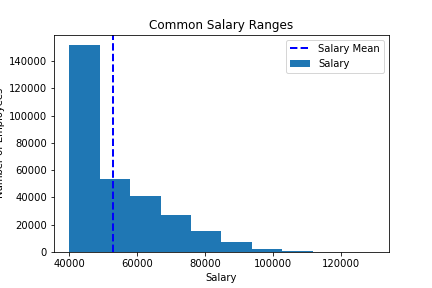 Common Salary Ranges
Salary Mean
Salary
Number of Employees
140000
120000
100000
80000
60000
40000
20000
0
40000 60000 80000 100000 120000
Salary